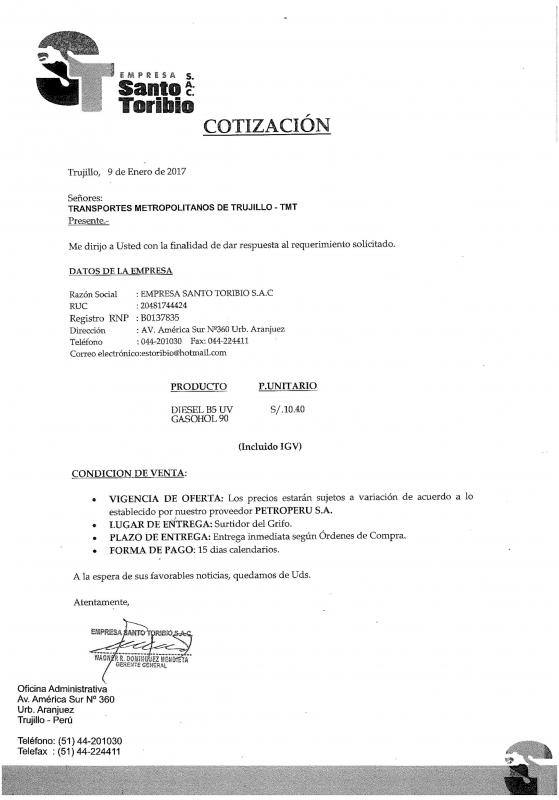 EMPRESA S.
Santo A.
Toribio C.
COTIZACIÓN
Trujillo, 9 de Enero de 2017
Señores:
TRANSPORTES METROPOLITANOS DE TRUJILLO - TMT
Presente.-
Me dirijo a Usted con la finalidad de dar respuesta al requerimiento solicitado.
DATOS DE LA EMPRESA
Razón Social : EMPRESA SANTO TORIBIO S.A.C
RUC : 20481744424
Registro RNP : B0137835
Dirección : AV. América Sur Nº360 Urb. Aranjuez
Teléfono : 044-201030 Fax: 044-224411
Correo electrónico:estoribio@hotmail.com
PRODUCTO P.UNITARIO
DIESEL B5 UV S/.10.40
GASOHOL 90
(Incluido IGV)
CONDICION DE VENTA:
• VIGENCIA DE OFERTA: Los precios estarán sujetos a variación de acuerdo a lo
establecido por nuestro proveedor PETROPERU S.A.
• LUGAR DE ENTREGA: Surtidor del Grifo.
• PLAZO DE ENTREGA: Entrega inmediata según Órdenes de Compra.
• FORMA DE PAGO: 15 dias calendarios.
A la espera de sus favorables noticias, quedamos de Uds.
Atentamente,
EMPRESA SANTO TORIBIO S.A.C.
WAGNER R. DOMINGUEZ MENDIETA
GERENTE GENERAL
Oficina Administrativa
Av. América Sur Nº 360
Urb. Aranjuez
Trujillo - Perú
Teléfono: (51) 44-201030
Telefax : (51) 44-224411